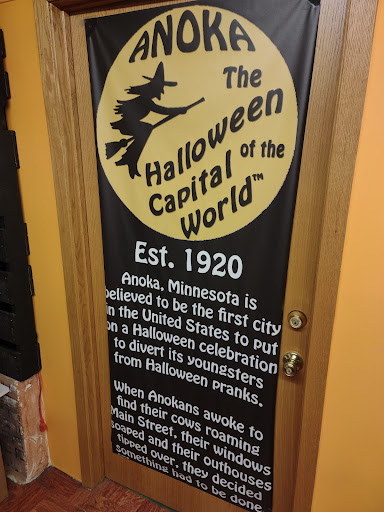 ANOKA
The
Halloween
Capital
of the
World™
Est. 1920
Anoka, Minnesota is
believed to be the first city
in the United States to put
on a Halloween celebration
to divert its youngsters
from Halloween pranks.
When Anokans awoke to
find their cows roaming
Main Street, their windows
soaped and their outhouses
tipped over, they decided
something had to be done